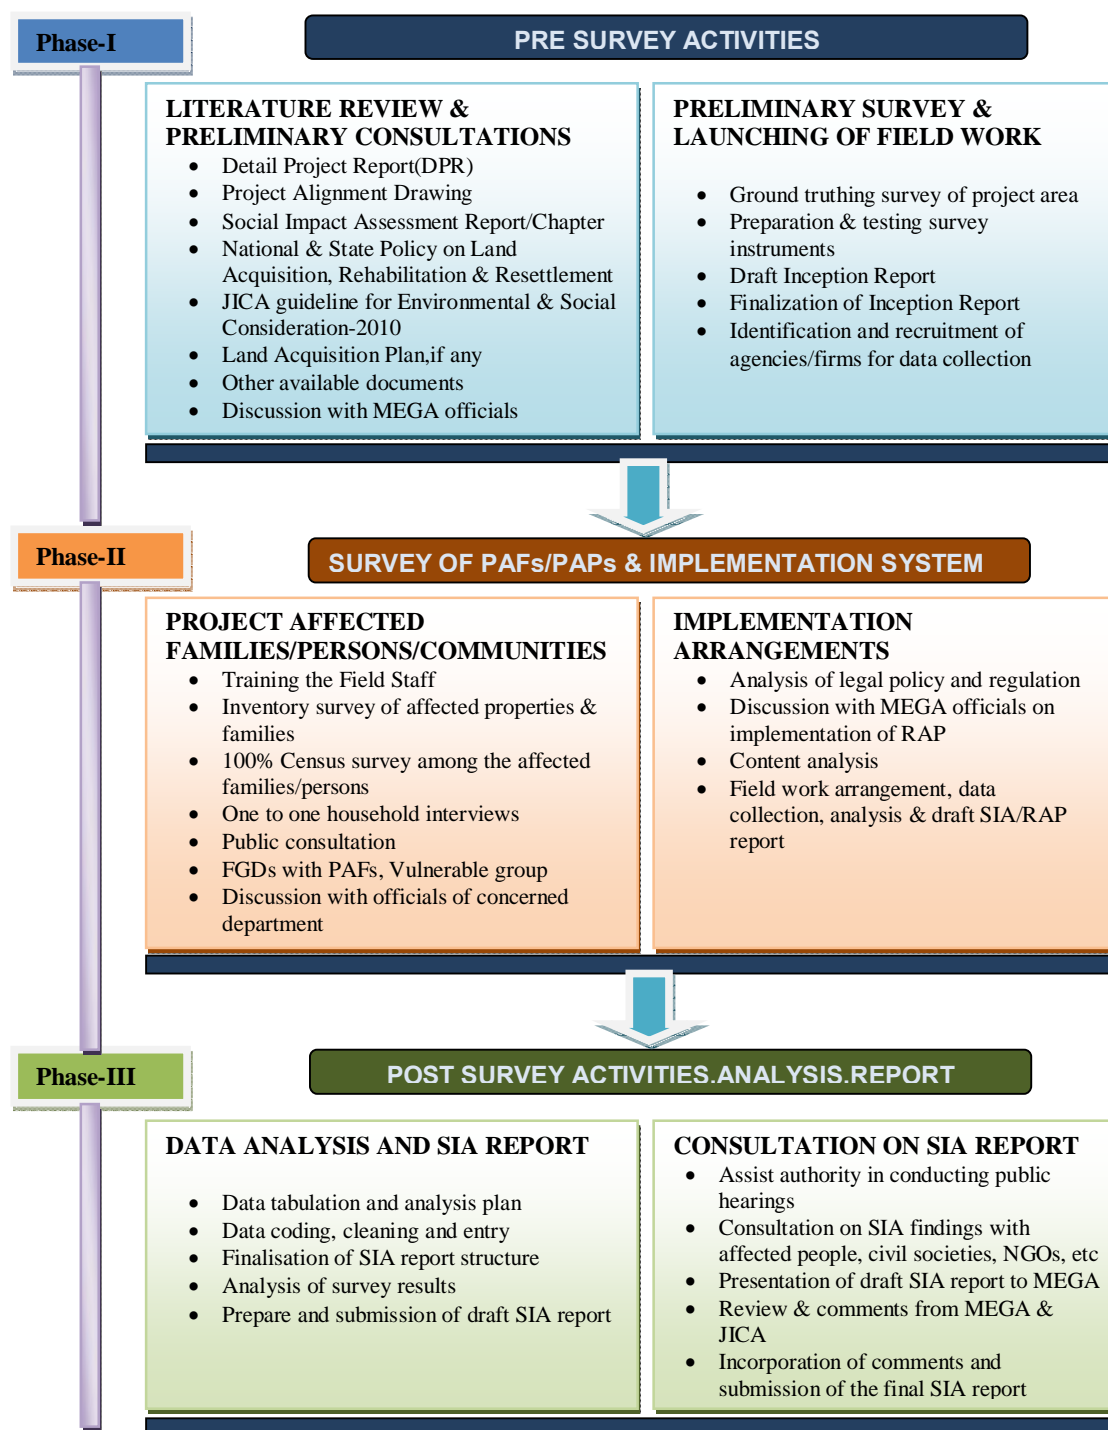 Phase-I
PRE SURVEY ACTIVITIES
LITERATURE REVIEW &
PRELIMINARY CONSULTATIONS
• Detail Project Report(DPR)
• Project Alignment Drawing
• Social Impact Assessment Report/Chapter
• National & State Policy on Land
Acquisition, Rehabilitation & Resettlement
• JICA guideline for Environmental & Social
Consideration-2010
• Land Acquisition Plan,if any
• Other available documents
• Discussion with MEGA officials
PRELIMINARY SURVEY &
LAUNCHING OF FIELD WORK
• Ground truthing survey of project area
• Preparation & testing survey
instruments
• Draft Inception Report
• Finalization of Inception Report
• Identification and recruitment of
agencies/firms for data collection
Phase-II
SURVEY OF PAFs/PAPs & IMPLEMENTATION SYSTEM
PROJECT AFFECTED
FAMILIES/PERSONS/COMMUNITIES
• Training the Field Staff
• Inventory survey of affected properties &
families
• 100% Census survey among the affected
families/persons
• One to one household interviews
• Public consultation
• FGDs with PAFs, Vulnerable group
• Discussion with officials of concerned
department
IMPLEMENTATION
ARRANGEMENTS
• Analysis of legal policy and regulation
• Discussion with MEGA officials on
implementation of RAP
• Content analysis
• Field work arrangement, data
collection, analysis & draft SIA/RAP
report
Phase-III
POST SURVEY ACTIVITIES.ANALYSIS.REPORT
DATA ANALYSIS AND SIA REPORT
• Data tabulation and analysis plan
• Data coding, cleaning and entry
• Finalisation of SIA report structure
• Analysis of survey results
• Prepare and submission of draft SIA report
CONSULTATION ON SIA REPORT
• Assist authority in conducting public
hearings
• Consultation on SIA findings with
affected people, civil societies, NGOs, etc
• Presentation of draft SIA report to MEGA
• Review & comments from MEGA &
JICA
• Incorporation of comments and
submission of the final SIA report